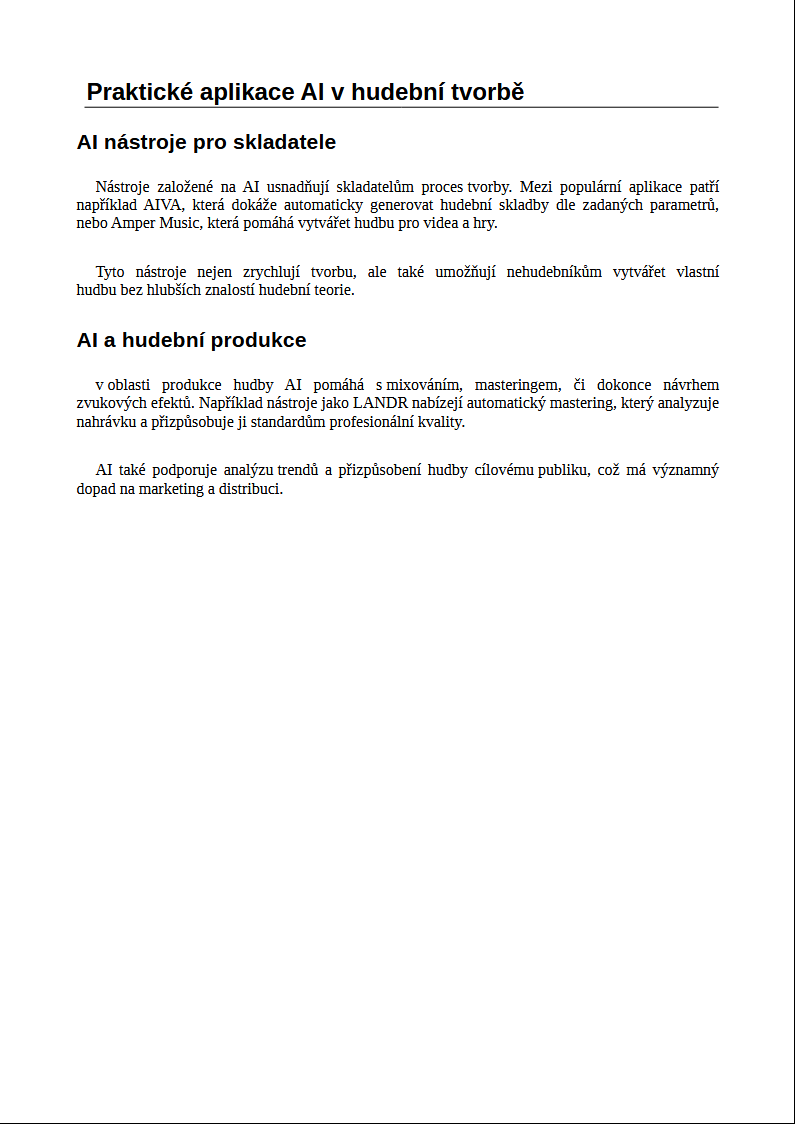 Praktické aplikace AI v hudební tvorbě
AI nástroje pro skladatele
Nástroje založené na AI usnadňují skladatelům proces tvorby. Mezi populární aplikace patří
například AIVA, která dokáže automaticky generovat hudební skladby dle zadaných parametrů,
nebo Amper Music, která pomáhá vytvářet hudbu pro videa a hry.
Tyto nástroje nejen zrychlují tvorbu, ale také umožňují nehudebníkům vytvářet vlastní
hudbu bez hlubších znalostí hudební teorie.
AI a hudební produkce
v oblasti produkce hudby AI pomáhá s mixováním, masteringem, či dokonce návrhem
zvukových efektů. Například nástroje jako LANDR nabízejí automatický mastering, který analyzuje
nahrávku a přizpůsobuje ji standardům profesionální kvality.
AI také podporuje analýzu trendů a přizpůsobení hudby cílovému publiku, což má významný
dopad na marketing a distribuci.